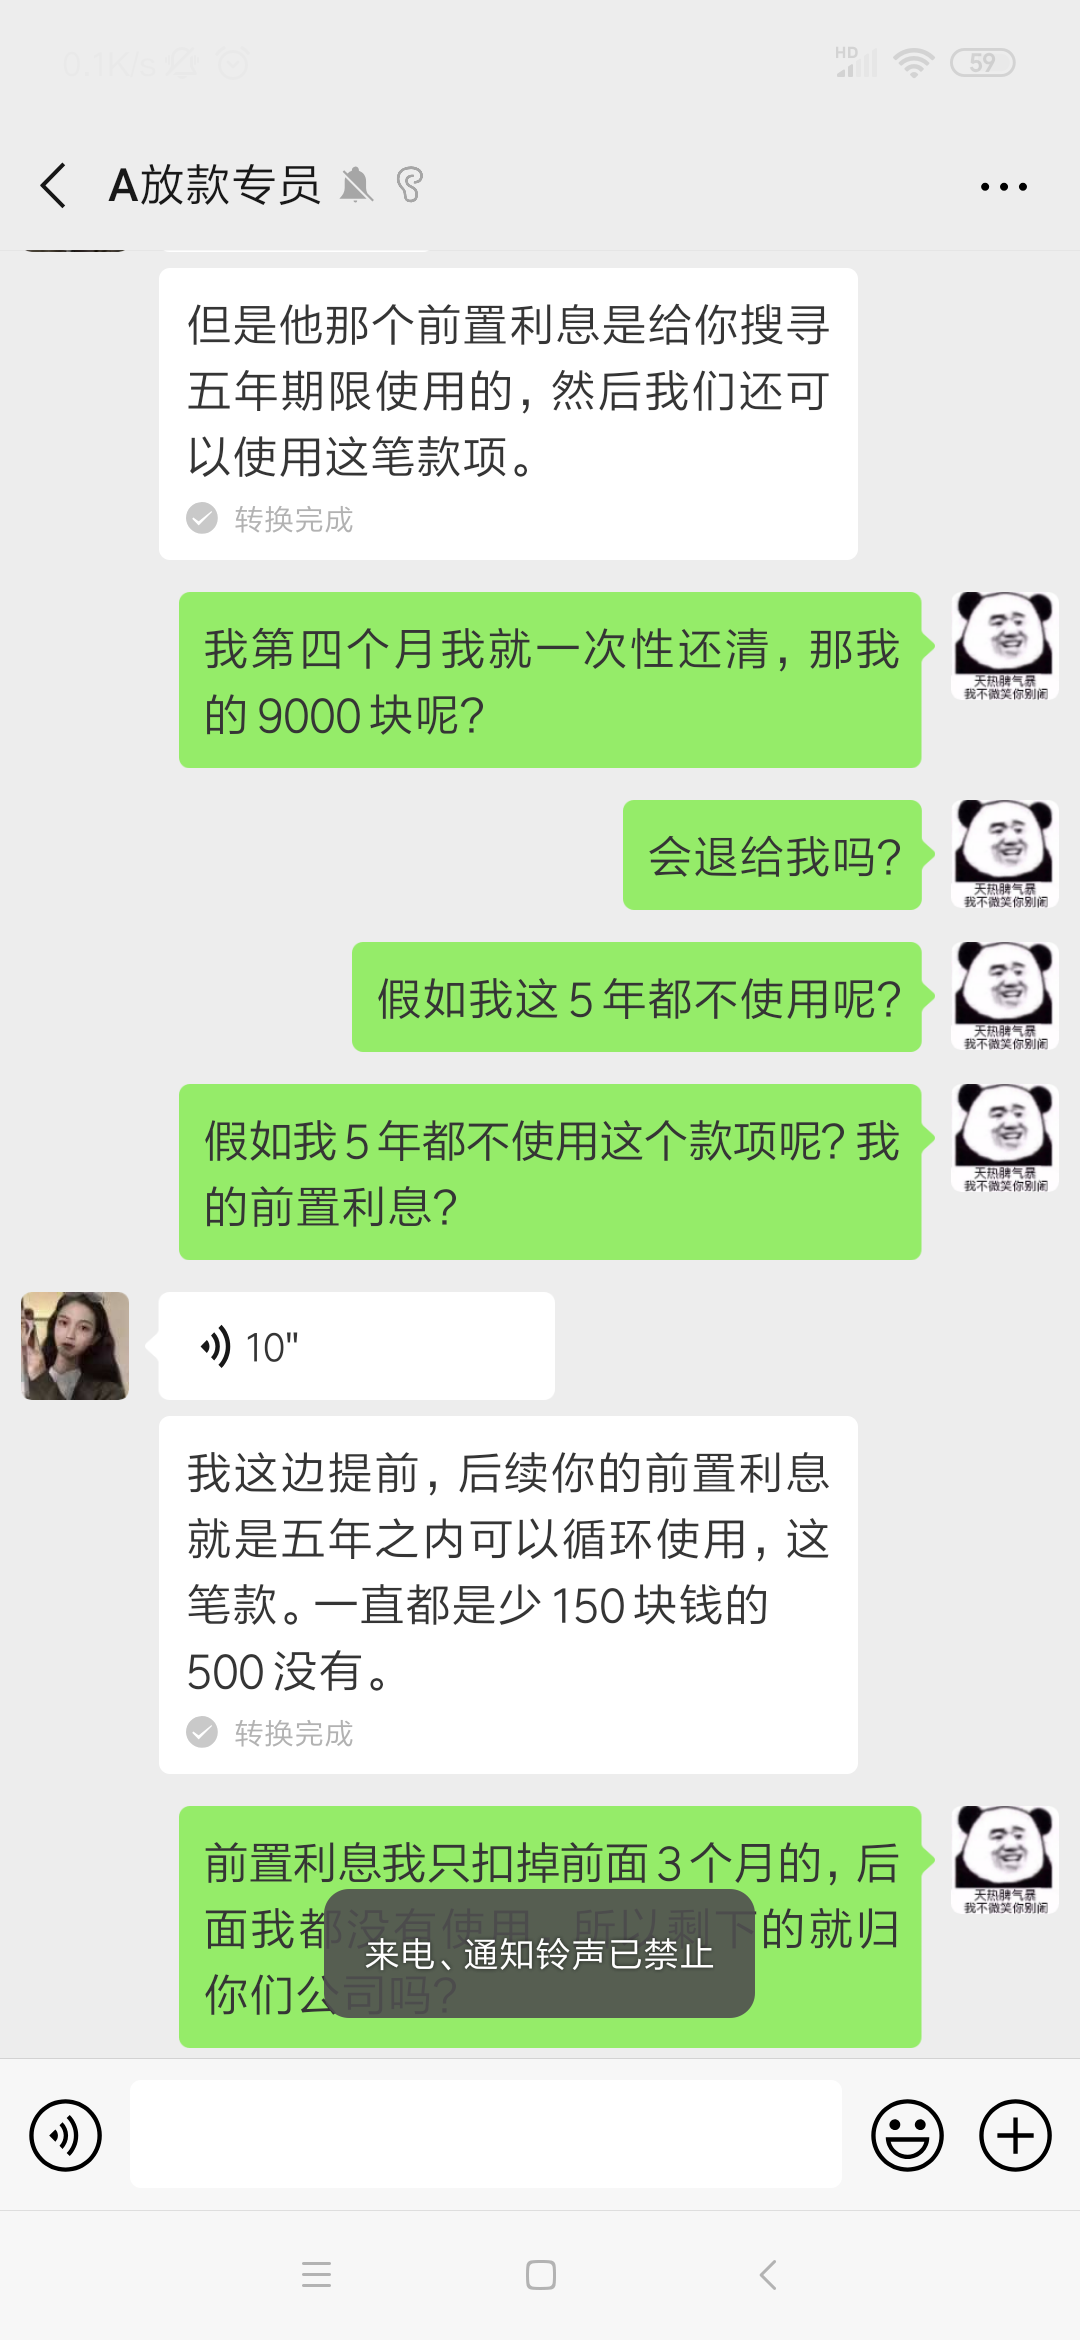 0.1K/s
HD
59
A放款专员
但是他那个前置利息是给你搜寻
五年期限使用的，然后我们还可
以使用这笔款项。
转换完成
我第四个月我就一次性还清，那我
的9000块呢?
天热脾气暴
我不微笑你别闹
会退给我吗?
天热脾气暴
我不微笑你别闹
假如我这5年都不使用呢?
天热脾气暴
我不微笑你别闹
假如我5年都不使用这个款项呢? 我
的前置利息?
天热脾气暴
我不微笑你别闹
10"
我这边提前，后续你的前置利息
就是五年之内可以循环使用，这
笔款。一直都是少150块钱的
500没有。
转换完成
前置利息我只扣掉前面3个月的，后
面我都没有使用，所以剩下的就归
你们公司吗?
天热脾气暴
我不微笑你别闹
来电、通知铃声已禁止